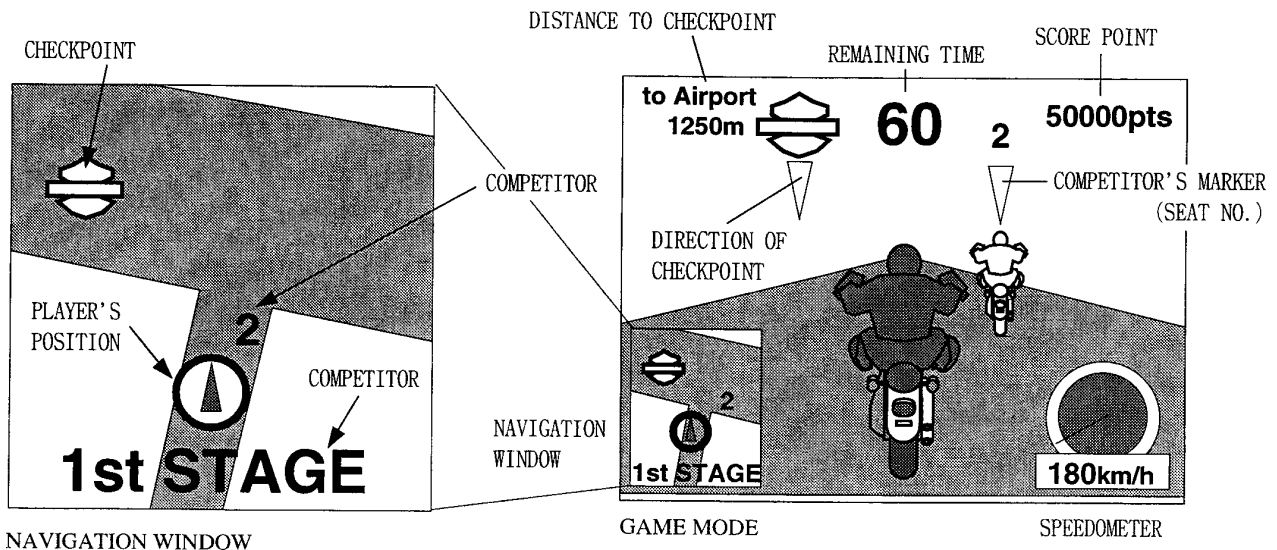 DISTANCE TO CHECKPOINT
CHECKPOINT
REMAINING TIME
SCORE POINT
to Airport
1250m
60
2
50000pts
COMPETITOR
COMPETITOR'S MARKER
(SEAT NO.)
DIRECTION OF
CHECKPOINT
PLAYER'S
POSITION
2
COMPETITOR
1st STAGE
NAVIGATION
WINDOW
2
1st STAGE
180km/h
NAVIGATION WINDOW
GAME MODE
SPEEDOMETER